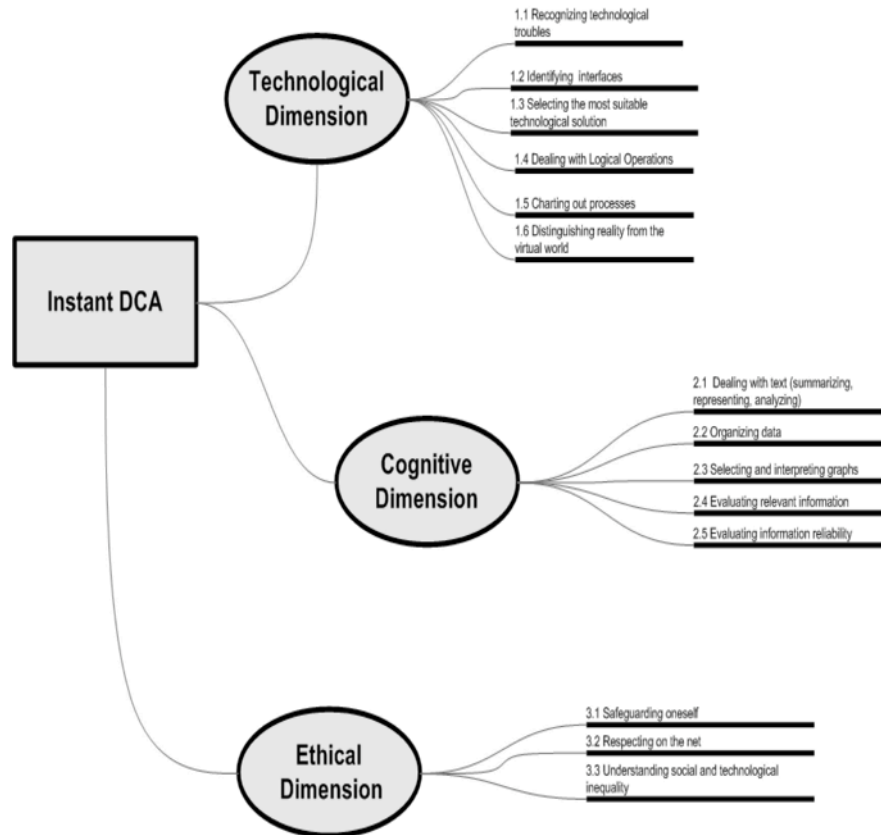 1.1 Recognizing technological
troubles
Technological
Dimension
1.2 Identifying interfaces
1.3 Selecting the most suitable
technological solution
1.4 Dealing with Logical Operations
1.5 Charting out processes
1.6 Distinguishing reality from the
virtual world
Instant DCA
2.1 Dealing with text (summarizing,
representing, analyzing)
2.2 Organizing data
Cognitive
Dimension
2.3 Selecting and interpreting graphs
2.4 Evaluating relevant information
2.5 Evaluating information reliability
3.1 Safeguarding oneself
3.2 Respecting on the net
Ethical
Dimension
3.3 Understanding social and technological
inequality